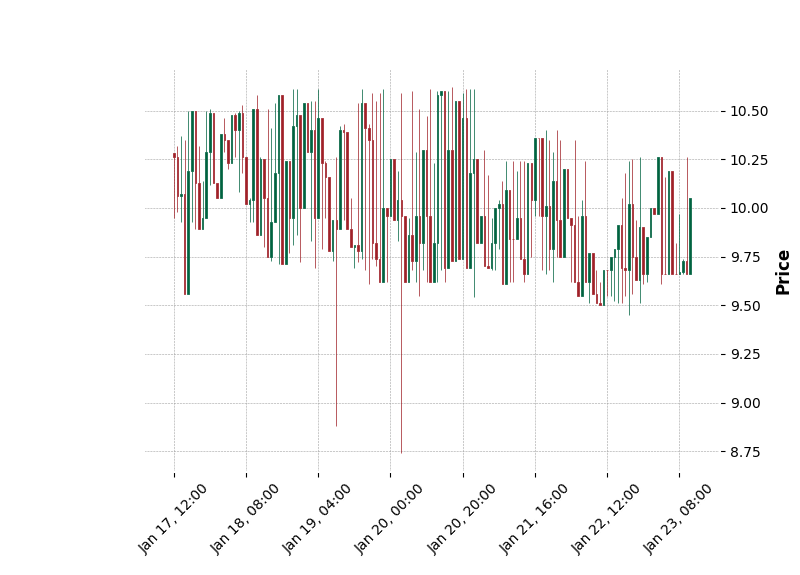 10.50
10.25
10.00
9.75
9.50
9.25
9.00
8.75
Price
Jan 17, 12:00
Jan 18, 08:00
Jan 19, 04:00
Jan 20, 00:00
Jan 20, 20:00
Jan 21, 16:00
Jan 22, 12:00
Jan 23, 08:00